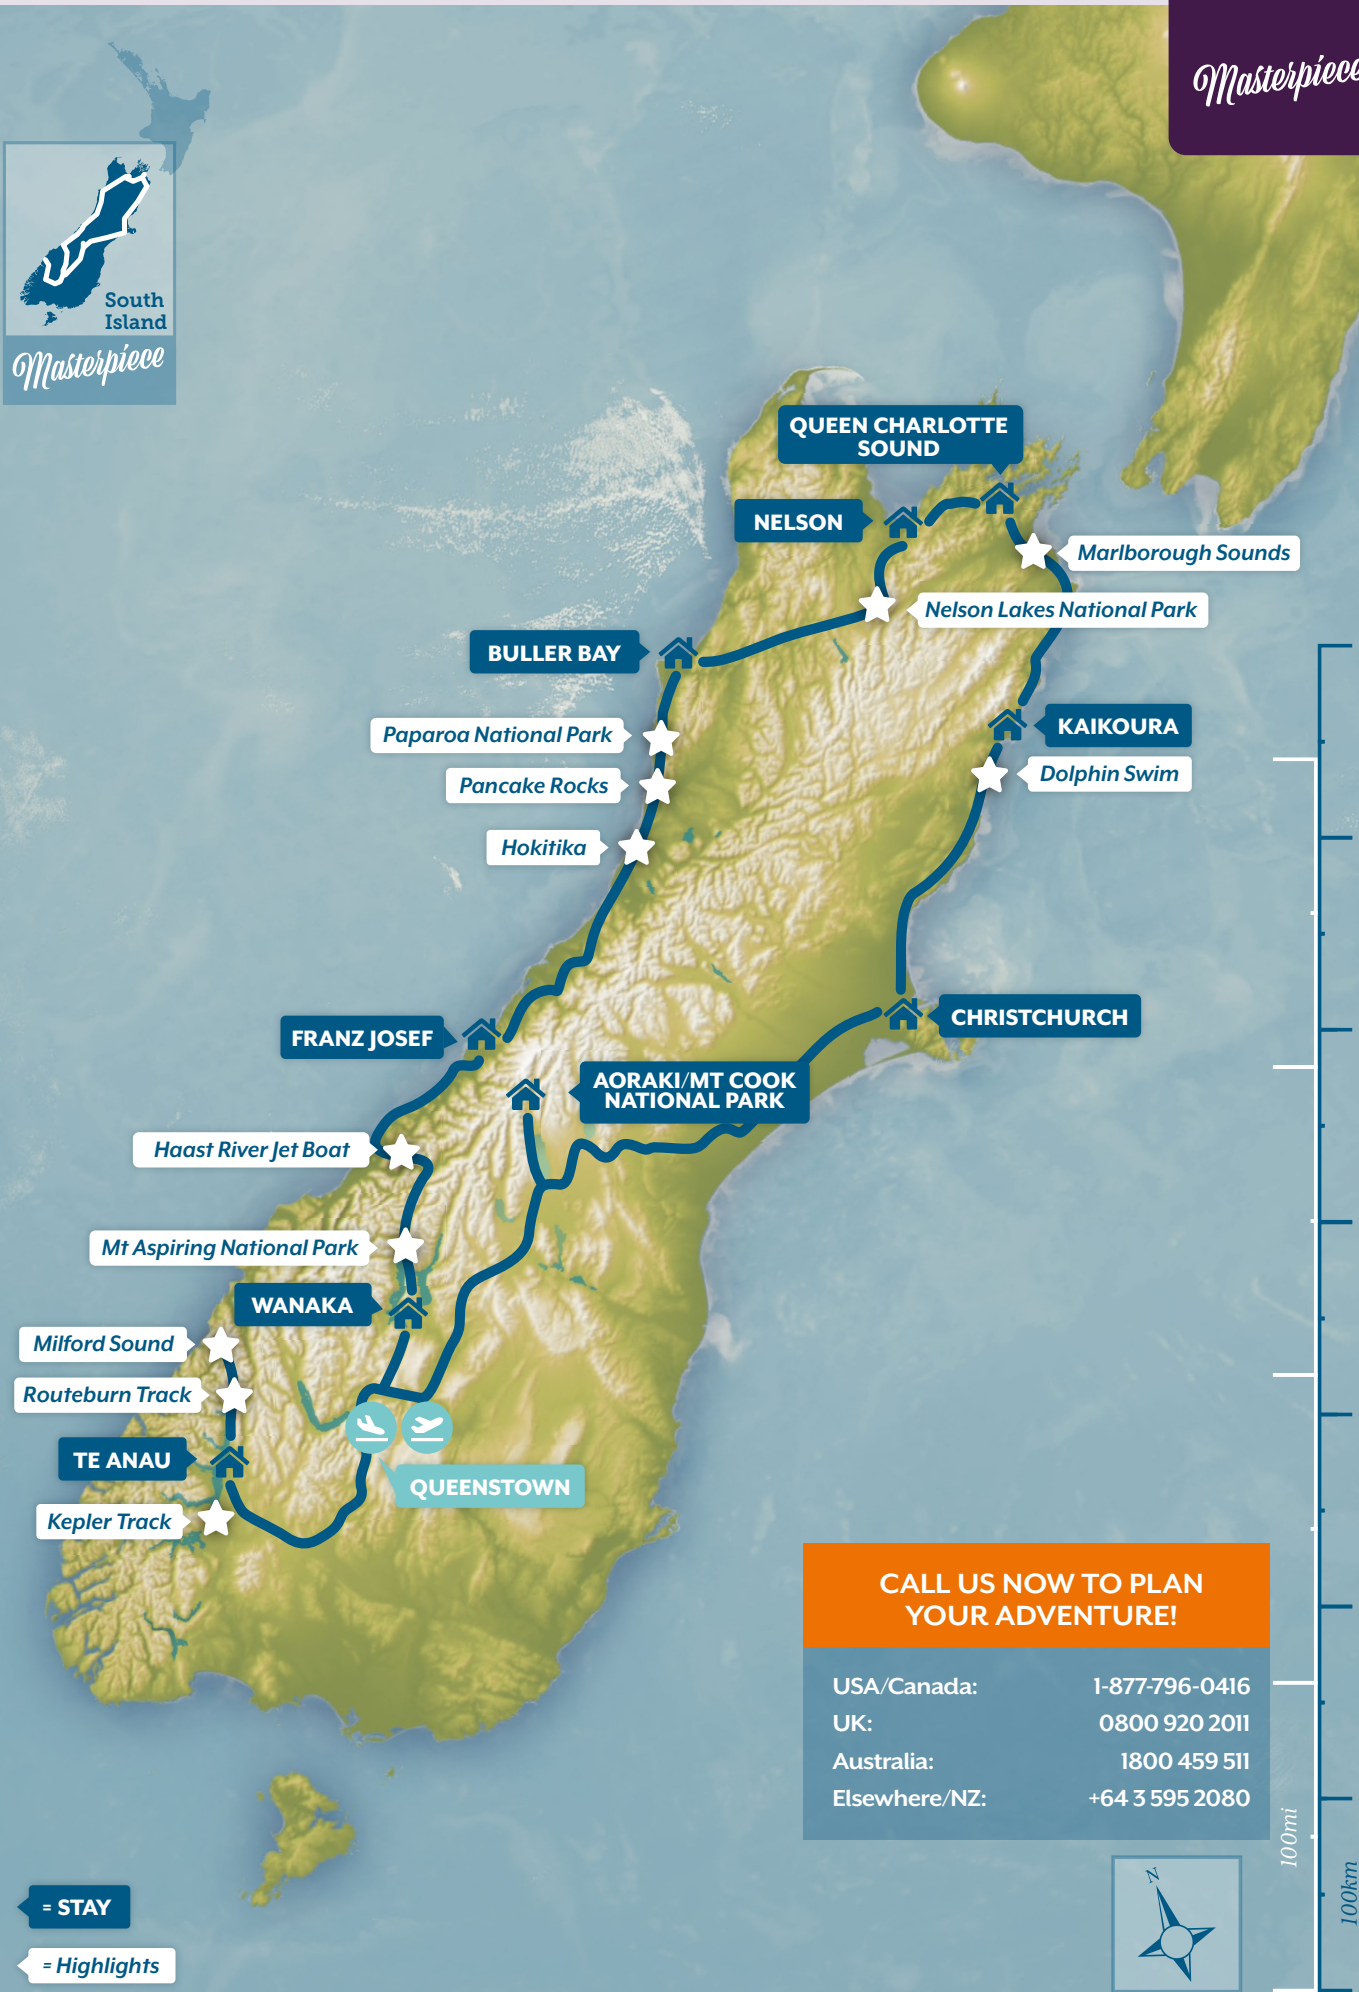 Masterpiece
South
Island
Masterpiece
QUEEN CHARLOTTE
SOUND
NELSON
Marlborough Sounds
Nelson Lakes National Park
BULLER BAY
KAIKOURA
Paparoa National Park
Dolphin Swim
Pancake Rocks
Hokitika
CHRISTCHURCH
FRANZ JOSEF
AORAKI/MT COOK
NATIONAL PARK
Haast River Jet Boat
Mt Aspiring National Park
WANAKA
Milford Sound
Routeburn Track
TE ANAU
QUEENSTOWN
Kepler Track
CALL US NOW TO PLAN
YOUR ADVENTURE!
USA/Canada: 1-877-796-0416
UK: 0800 920 2011
Australia: 1800 459 511
Elsewhere/NZ: +64 3 595 2080
100mi
100km
N
= STAY
= Highlights